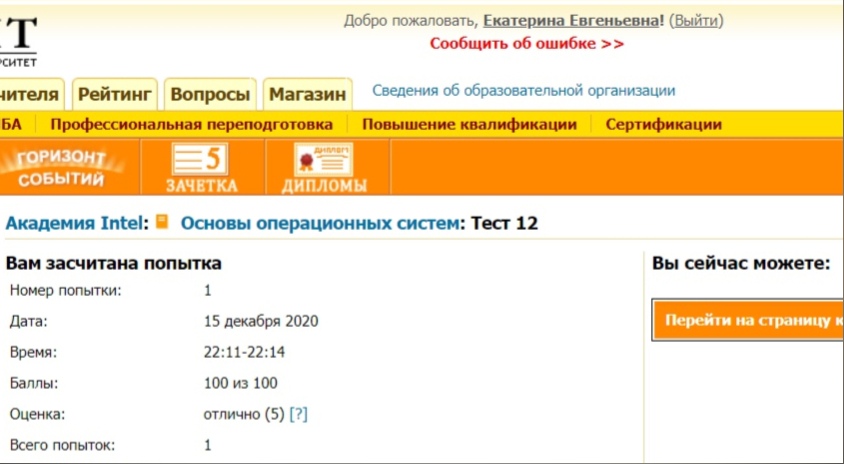 Добро пожаловать, Екатерина Евгеньевна! (Выйти)
Сообщить об ошибке >>
Рейтинг
Вопросы
Магазин
Сведения об образовательной организации
Профессиональная переподготовка
Повышение квалификации
Сертификации
ГОРИЗОНТ
СОБЫТИЙ
5
ЗАЧЕТКА
ДИПЛОМ
ДИПЛОМЫ
Академия Intel: Основы операционных систем: Тест 12
Вам засчитана попытка
Номер попытки: 1
Дата: 15 декабря 2020
Время: 22:11-22:14
Баллы: 100 из 100
Оценка: отлично (5) [?]
Всего попыток: 1
Вы сейчас можете:
Перейти на страницу